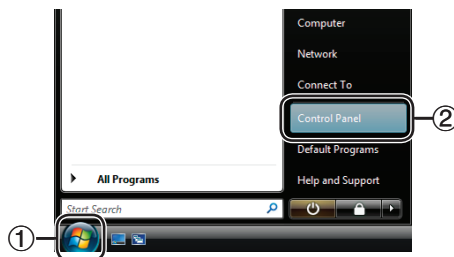 Computer
Network
Connect To
Control Panel
②
Default Programs
All Programs
Help and Support
Start Search
①